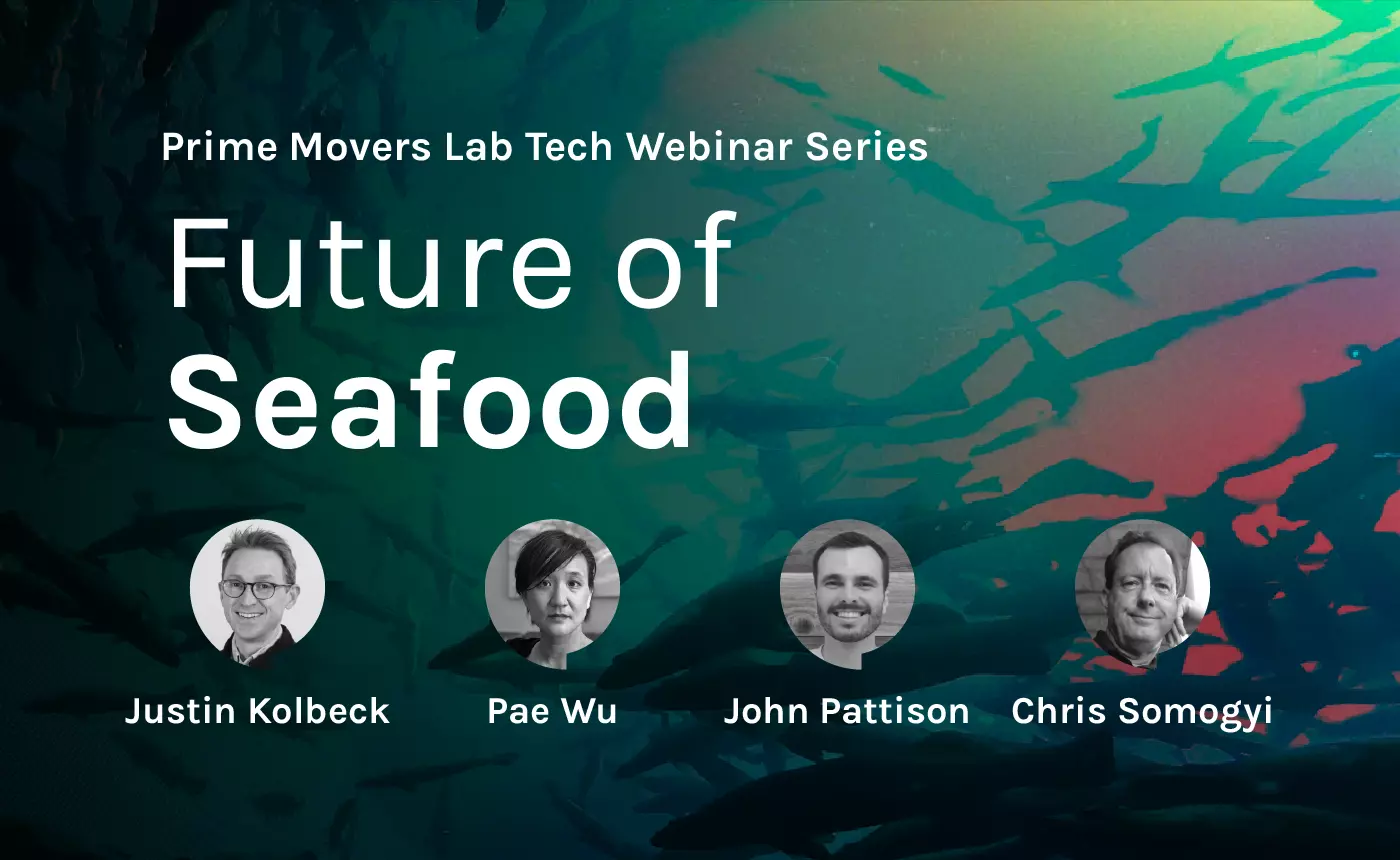 Prime Movers Lab Tech Webinar Series
Future of
Seafood
Justin Kolbeck
Pae Wu
John Pattison
Chris Somogyi